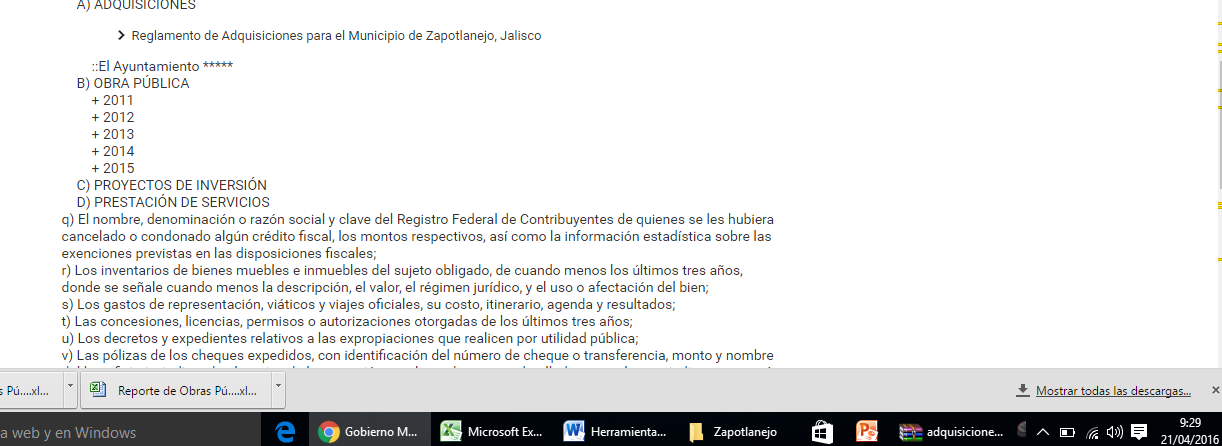 A) ADQUISICIONES
Reglamento de Adquisiciones para el Municipio de Zapotlanejo, Jalisco
::El Ayuntamiento *****
B) OBRA PÚBLICA
+ 2011
+ 2012
+ 2013
+ 2014
+ 2015
C) PROYECTOS DE INVERSIÓN
D) PRESTACIÓN DE SERVICIOS
q) El nombre, denominación o razón social y clave del Registro Federal de Contribuyentes de quienes se les hubiera
cancelado o condonado algún crédito fiscal, los montos respectivos, así como la información estadística sobre las
exenciones previstas en las disposiciones fiscales;
r) Los inventarios de bienes muebles e inmuebles del sujeto obligado, de cuando menos los últimos tres años,
donde se señale cuando menos la descripción, el valor, el régimen jurídico, y el uso o afectación del bien;
s) Los gastos de representación, viáticos y viajes oficiales, su costo, itinerario, agenda y resultados;
t) Las concesiones, licencias, permisos o autorizaciones otorgadas de los últimos tres años;
u) Los decretos y expedientes relativos a las expropiaciones que realicen por utilidad pública;
v) Las pólizas de los cheques expedidos, con identificación del número de cheque o transferencia, monto y nombre
s Pú....xl... Reporte de Obras Pú....xl... Mostrar todas las descargas...
a web y en Windows Gobierno M... Microsoft Ex... Herramienta... Zapotlanejo adquisicione... 9:29
21/04/2016